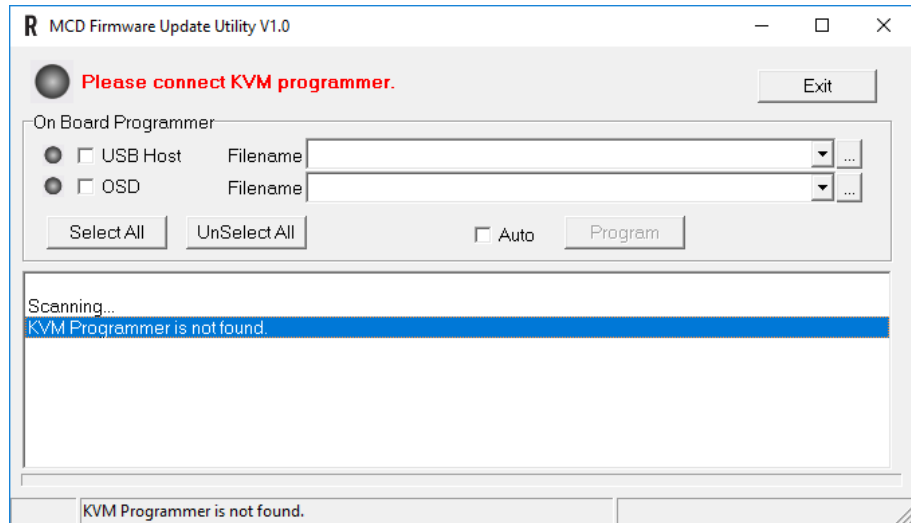 R MCD Firmware Update Utility V1.0
Please connect KVM programmer.
Exit
On Board Programmer
USB Host Filename ...
OSD Filename ...
Select All UnSelect All Auto Program
Scanning...
KVM Programmer is not found.
KVM Programmer is not found.